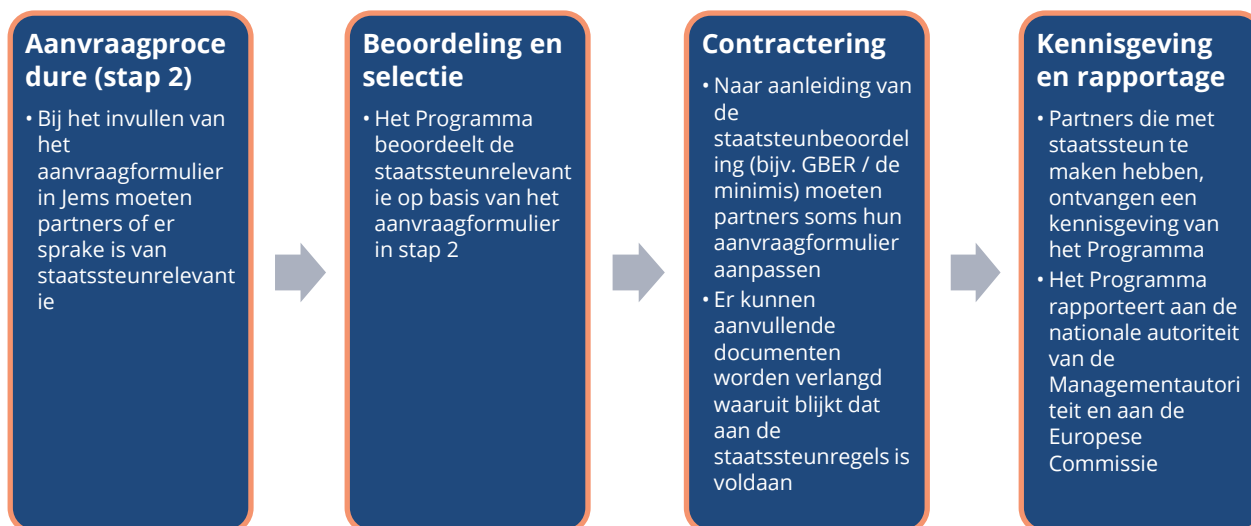 Aanvraagproce
dure (stap 2)
• Bij het invullen van
het
aanvraagformulier
in Jems moeten
partners of er
sprake is van
staatssteunrelevant
ie
Beoordeling en
selectie
• Het Programma
beoordeelt de
staatssteunrelevant
ie op basis van het
aanvraagformulier
in stap 2
Contractering
• Naar aanleiding van
de
staatsteunbeoordel
ing (bijv. GBER / de
minimis) moeten
partners soms hun
aanvraagformulier
aanpassen
• Er kunnen
aanvullende
documenten
worden verlangd
waaruit blijkt dat
aan de
staatssteunregels is
voldaan
Kennisgeving
en rapportage
• Partners die met
staatssteun te
maken hebben,
ontvangen een
kennisgeving van
het Programma
• Het Programma
rapporteert aan de
nationale autoriteit
van de
Managementautori
teit en aan de
Europese
Commissie